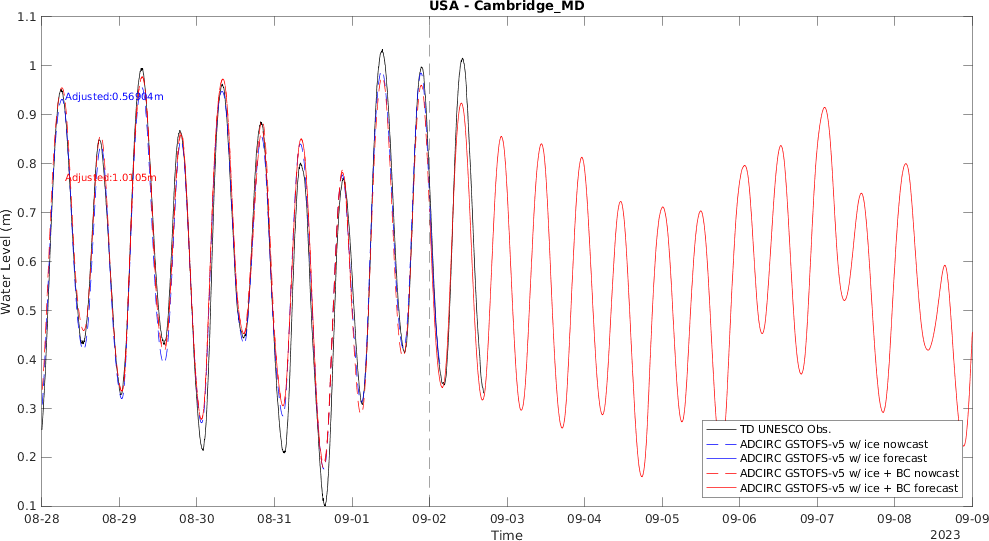 USA - Cambridge_MD
1.1
1
0.9
0.8
0.7
0.6
0.5
0.4
0.3
0.2
0.1
Water Level (m)
Adjusted:0.56904m
Adjusted:1.0105m
TD UNESCO Obs.
ADCIRC GSTOFS-v5 w/ ice nowcast
ADCIRC GSTOFS-v5 w/ ice forecast
ADCIRC GSTOFS-v5 w/ ice + BC nowcast
ADCIRC GSTOFS-v5 w/ ice + BC forecast
08-28 08-29 08-30 08-31 09-01 09-02 09-03 09-04 09-05 09-06 09-07 09-08 09-09
Time
2023